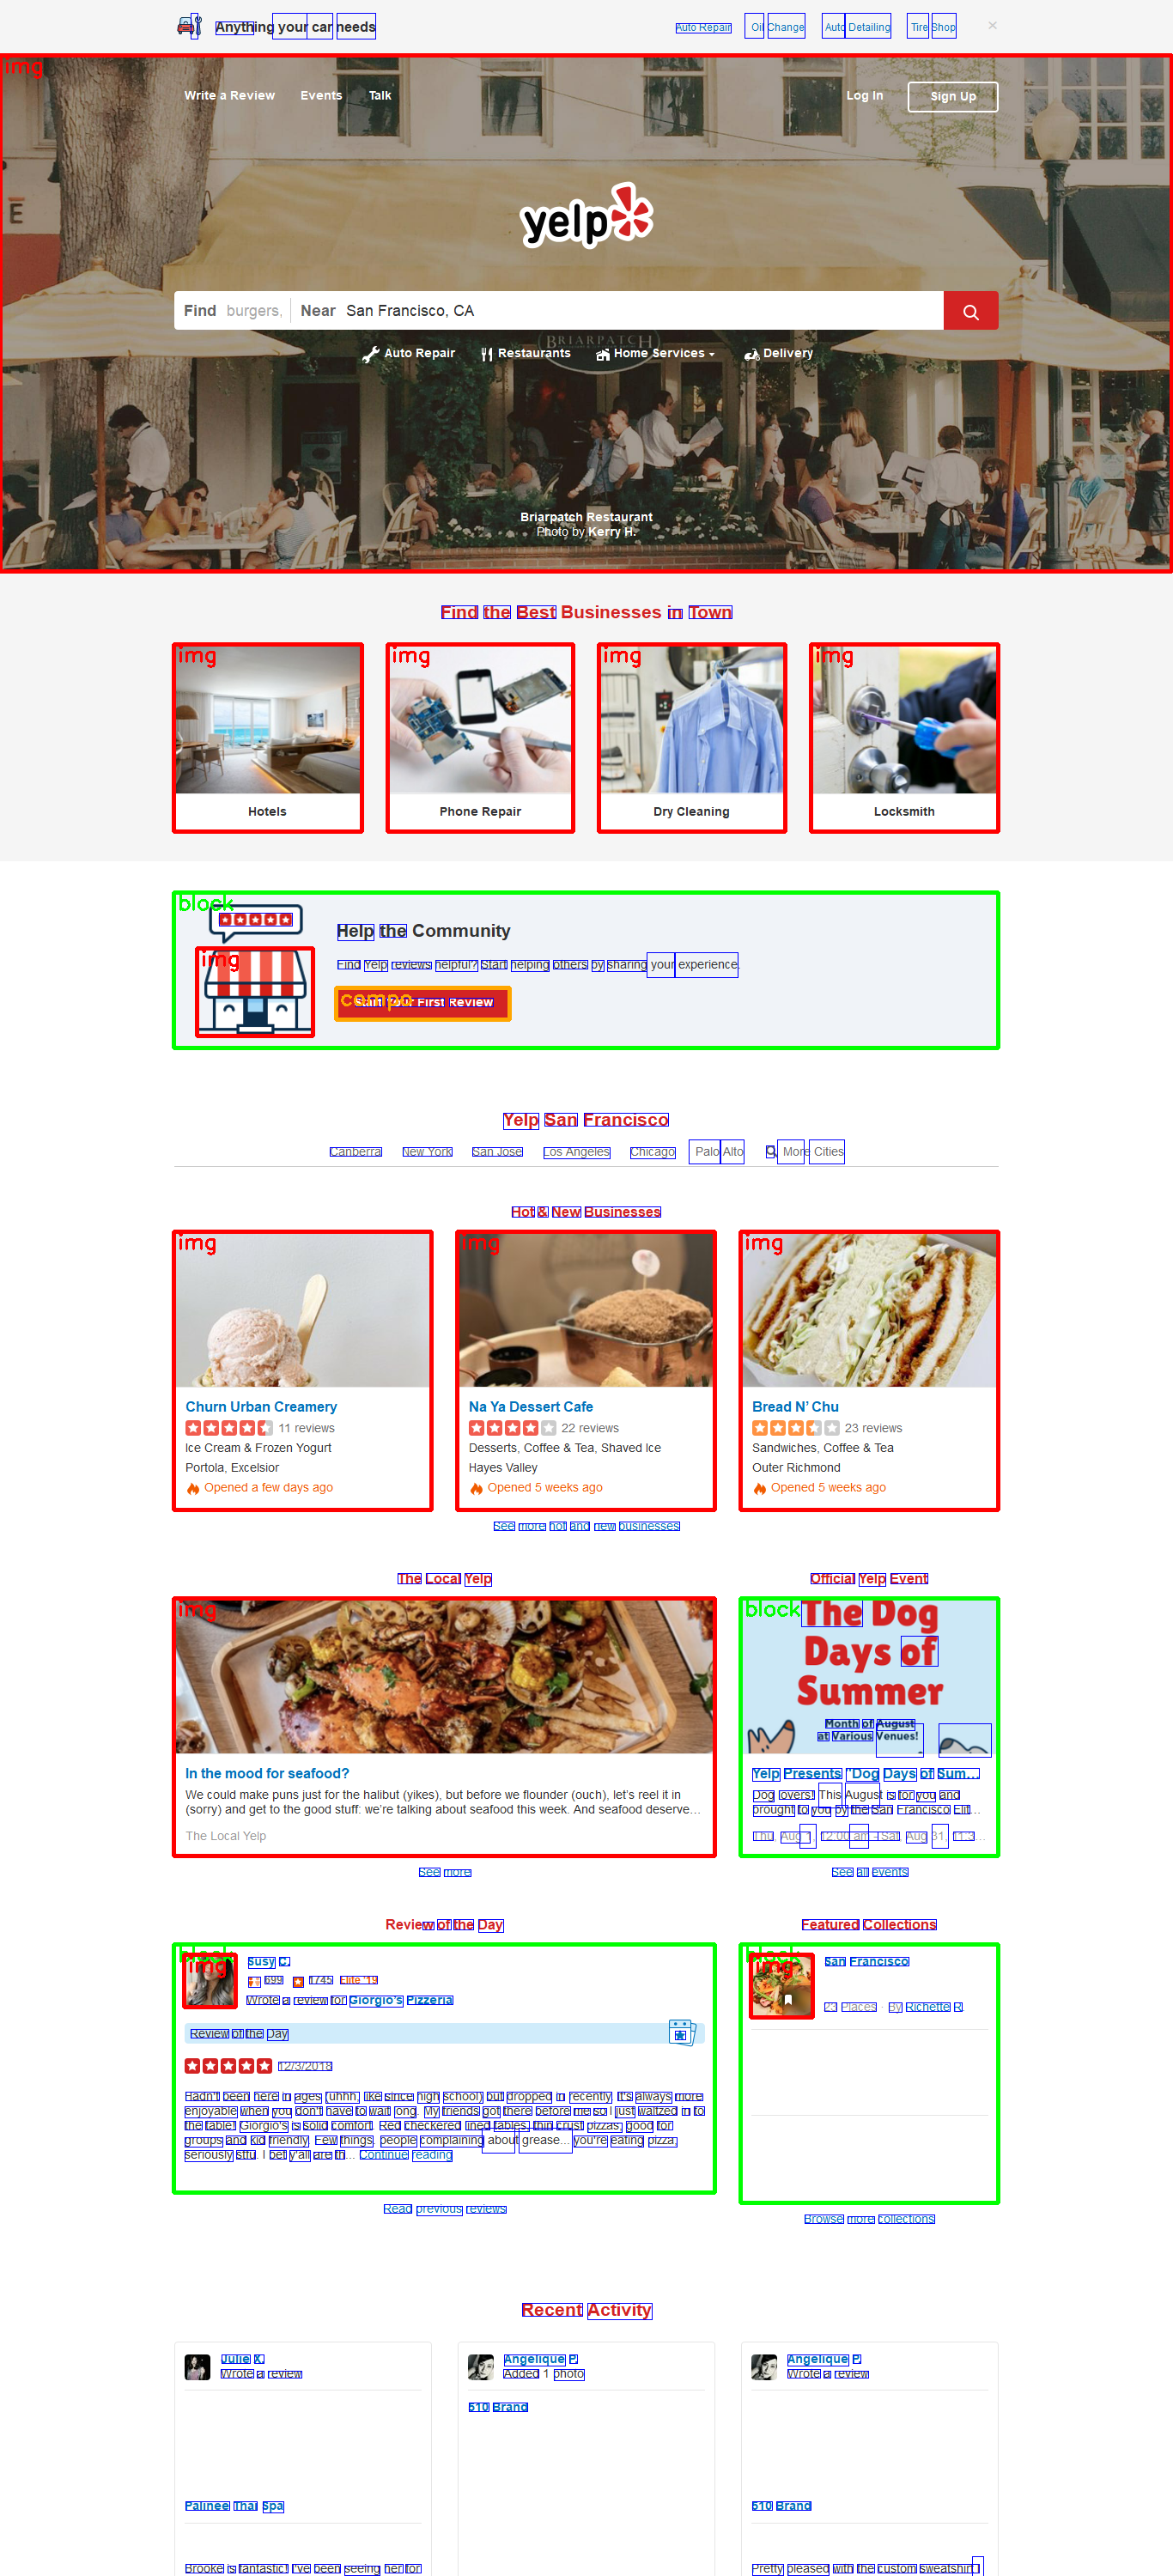 Anything your car needs
Auto Repair Oil Change Auto Detailing Tire Shop ×
img
Write a Review Events Talk Log In Sign Up
yelp
Find burgers, Near San Francisco, CA
BRIARPATCH
Auto Repair Restaurants Home Services Delivery
Briarpatch Restaurant
Photo by Kerry H.
Find the Best Businesses in Town
img img img img
Hotels Phone Repair Dry Cleaning Locksmith
block
img
Help the Community
Find Yelp reviews helpful? Start helping others by sharing your experience.
compo
Start Your First Review
Yelp San Francisco
Canberra New York San Jose Los Angeles Chicago Palo Alto More Cities
Hot & New Businesses
img img img
Churn Urban Creamery
11 reviews
Ice Cream & Frozen Yogurt
Portola, Excelsior
Opened a few days ago
Na Ya Dessert Cafe
22 reviews
Desserts, Coffee & Tea, Shaved Ice
Hayes Valley
Opened 5 weeks ago
Bread N' Chu
23 reviews
Sandwiches, Coffee & Tea
Outer Richmond
Opened 5 weeks ago
See more hot and new businesses
The Local Yelp
img
In the mood for seafood?
We could make puns just for the halibut (yikes), but before we flounder (ouch), let's reel it in
(sorry) and get to the good stuff: we're talking about seafood this week. And seafood deserve...
The Local Yelp
See more
Official Yelp Event
block
The Dog
Days of
Summer
Month of August
at Various Venues!
Yelp Presents "Dog Days of Sum...
Dog lovers! This August is for you and
brought to you by the San Francisco Elit...
Thu, Aug 1, 12:00 am - Sat, Aug 31, 11:3...
See all events
Review of the Day
block
img
Susy C.
699 1745 Elite '19
Wrote a review for Giorgio's Pizzeria
Review of the Day
12/3/2018
Hadn't been here in ages (uhhh, like since high school) but dropped in recently. It's always more
enjoyable when you don't have to wait long. My friends got there before me so I just waltzed in to
the table! Giorgio's is solid comfort. Red checkered lined tables, thin crust pizzas, good for
groups and kid friendly. Few things, people complaining about grease... you're eating pizza,
seriously stfu. I bet y'all are th... Continue reading
Read previous reviews
Featured Collections
block
img
San Francisco
23 Places · By Richette R.
Browse more collections
Recent Activity
Julie X.
Wrote a review
Palinee Thai Spa
Brooke is fantastic! I've been seeing her for
Angelique P.
Added 1 photo
510 Brand
Angelique P.
Wrote a review
510 Brand
Pretty pleased with the custom sweatshirt I